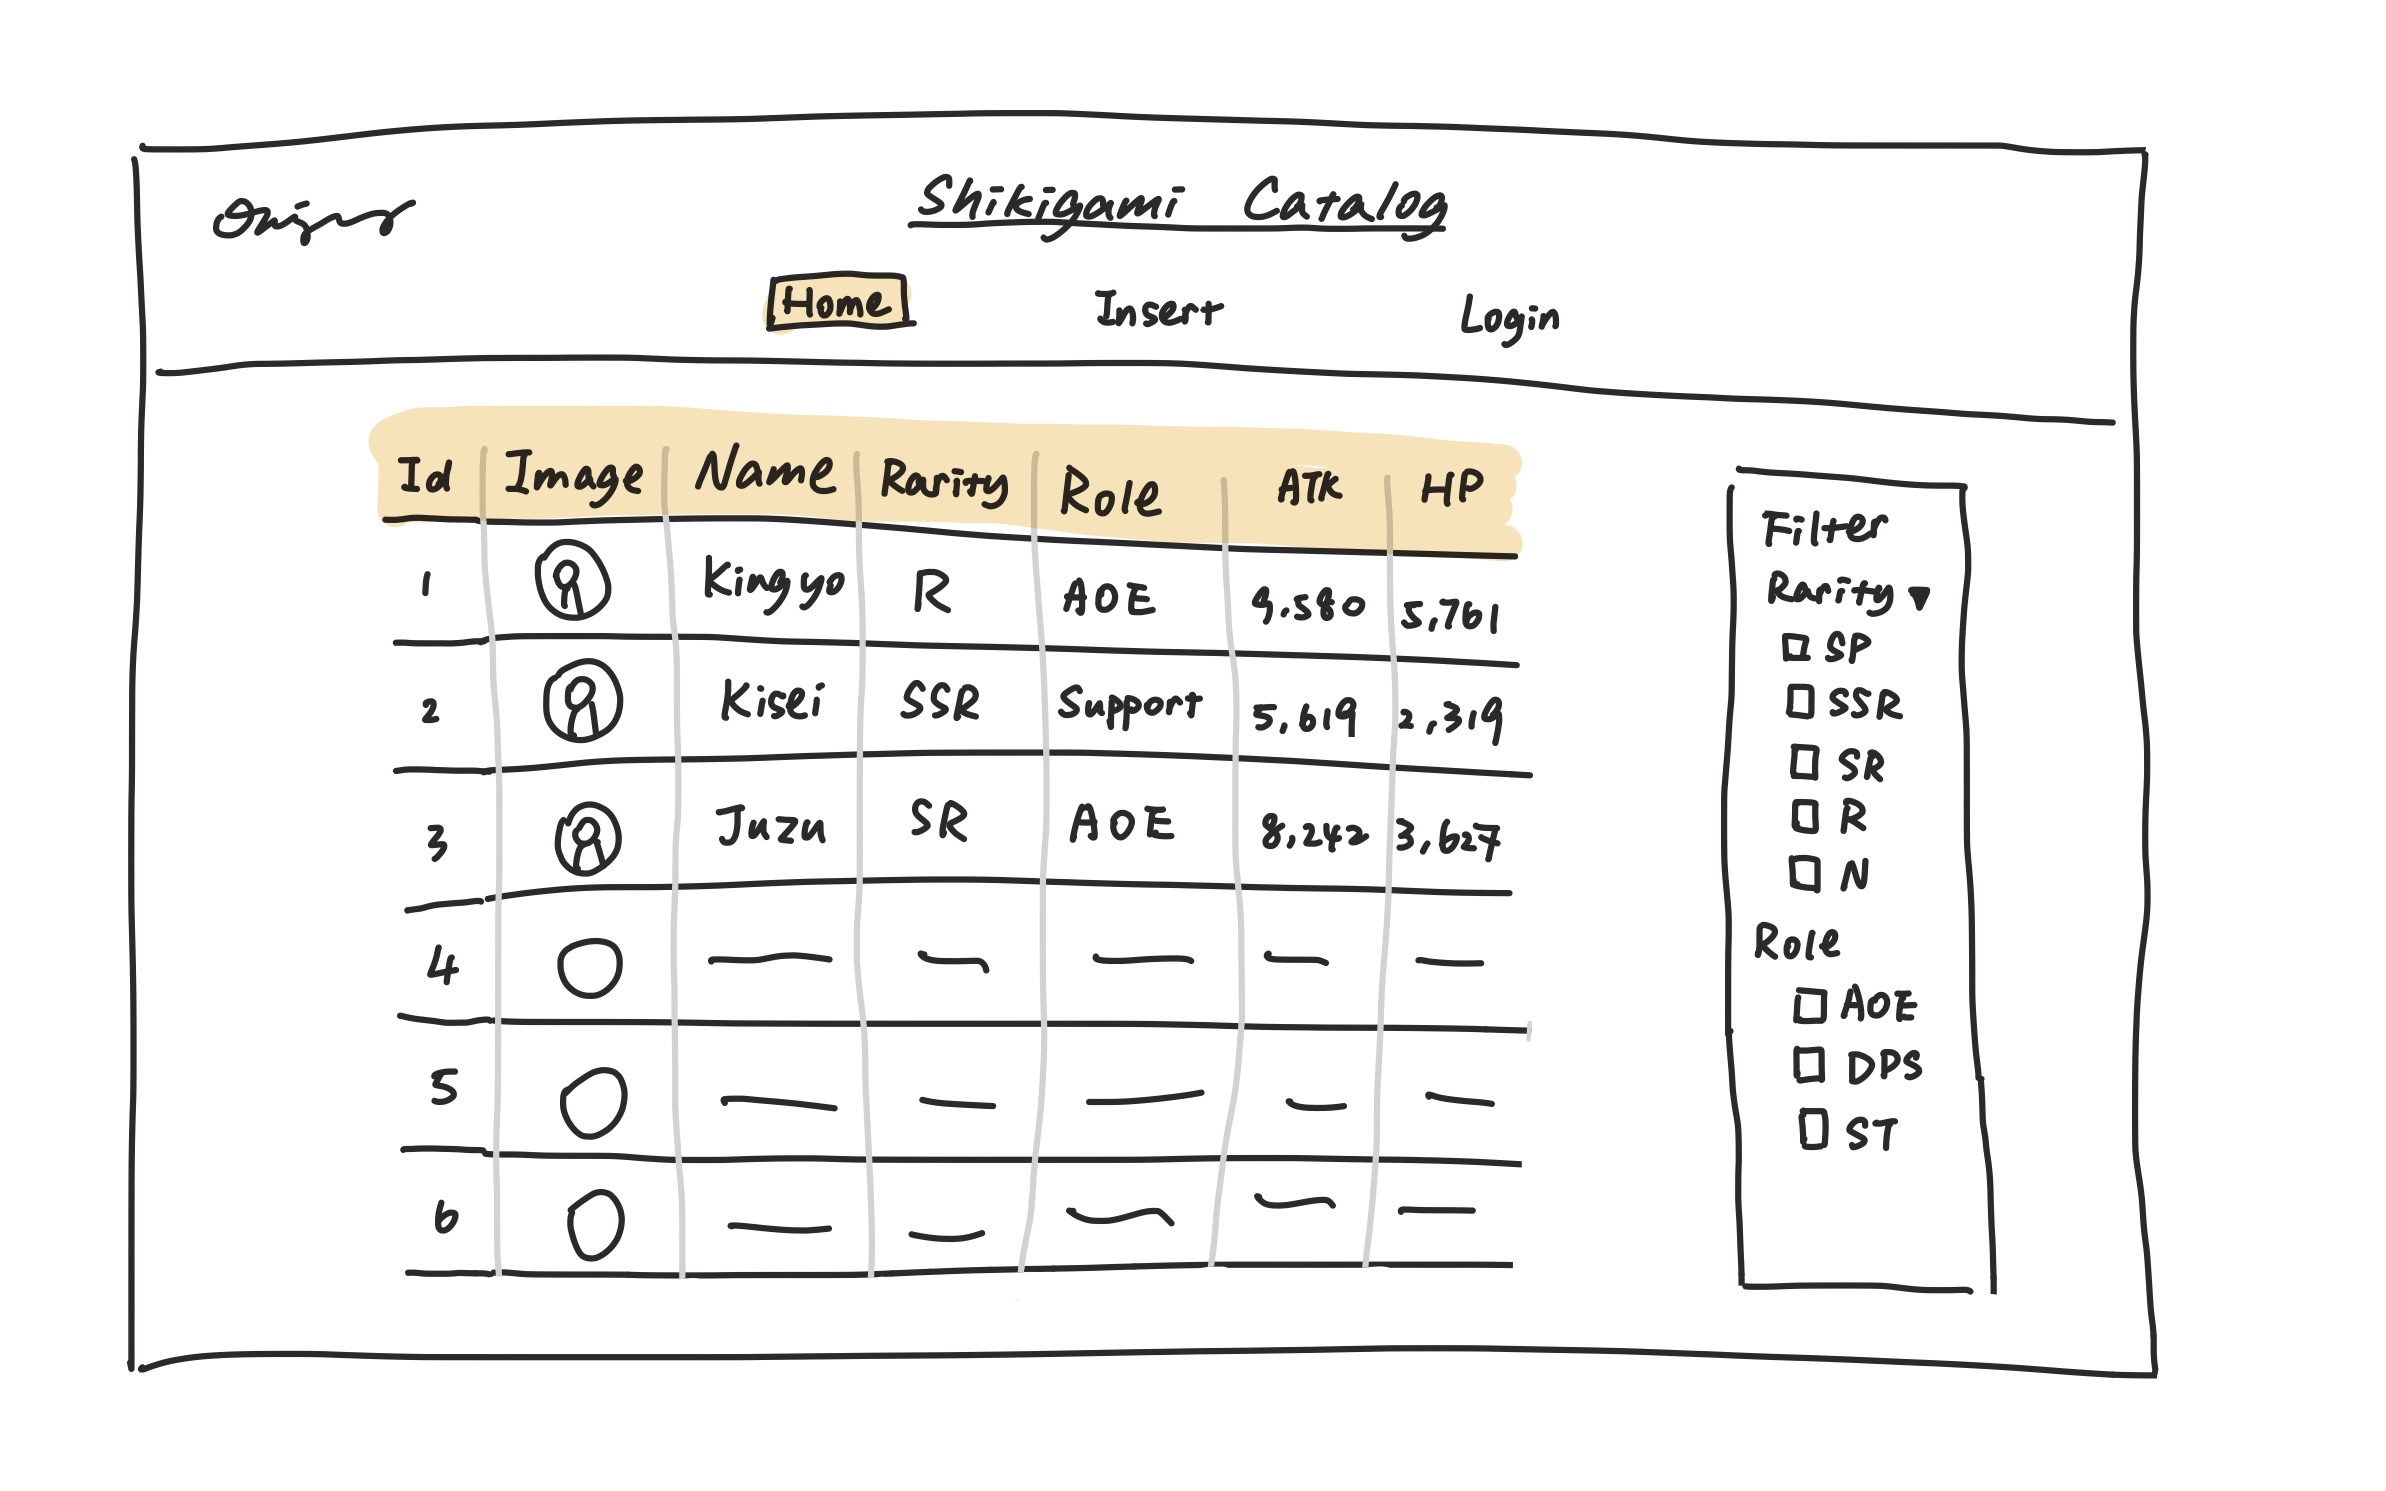 Shikigami Catalog
Home Insert Login
Id Image Name Rarity Role ATK HP
1 Kingyo R AOE 9,580 5,761
2 Kisei SSR Support 5,619 2,319
3 Juzu SR AOE 8,242 3,627
4
5
6
Filter
Rarity ▼
SP
SSR
SR
R
N
Role
AOE
DPS
ST